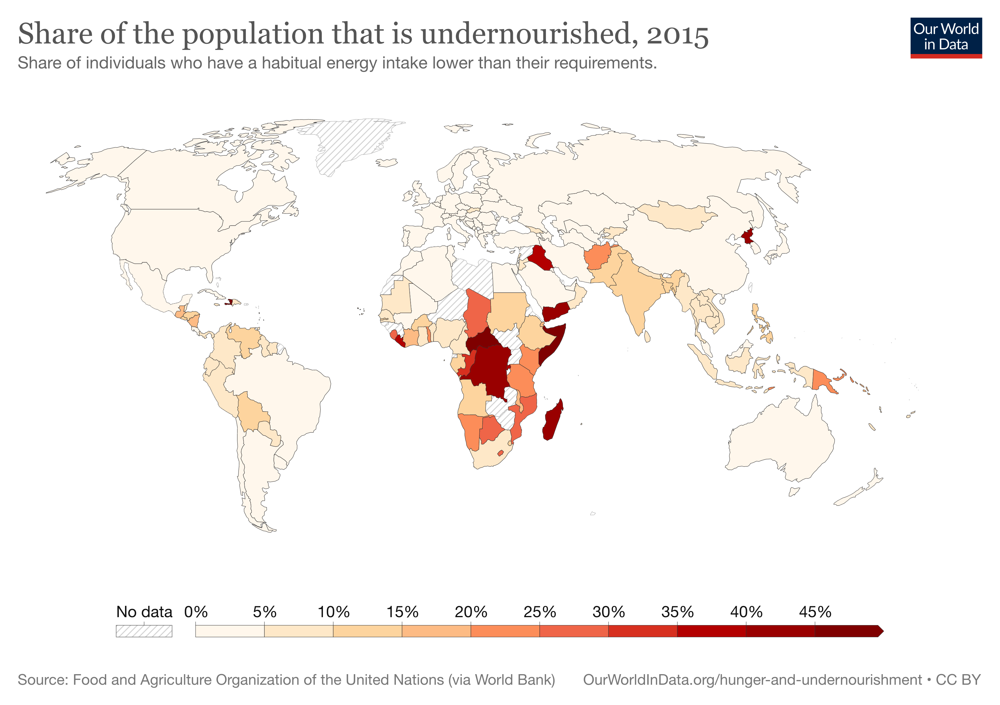 Share of the population that is undernourished, 2015
Our World
in Data
Share of individuals who have a habitual energy intake lower than their requirements.
No data 0% 5% 10% 15% 20% 25% 30% 35% 40% 45%
Source: Food and Agriculture Organization of the United Nations (via World Bank) OurWorldInData.org/hunger-and-undernourishment • CC BY